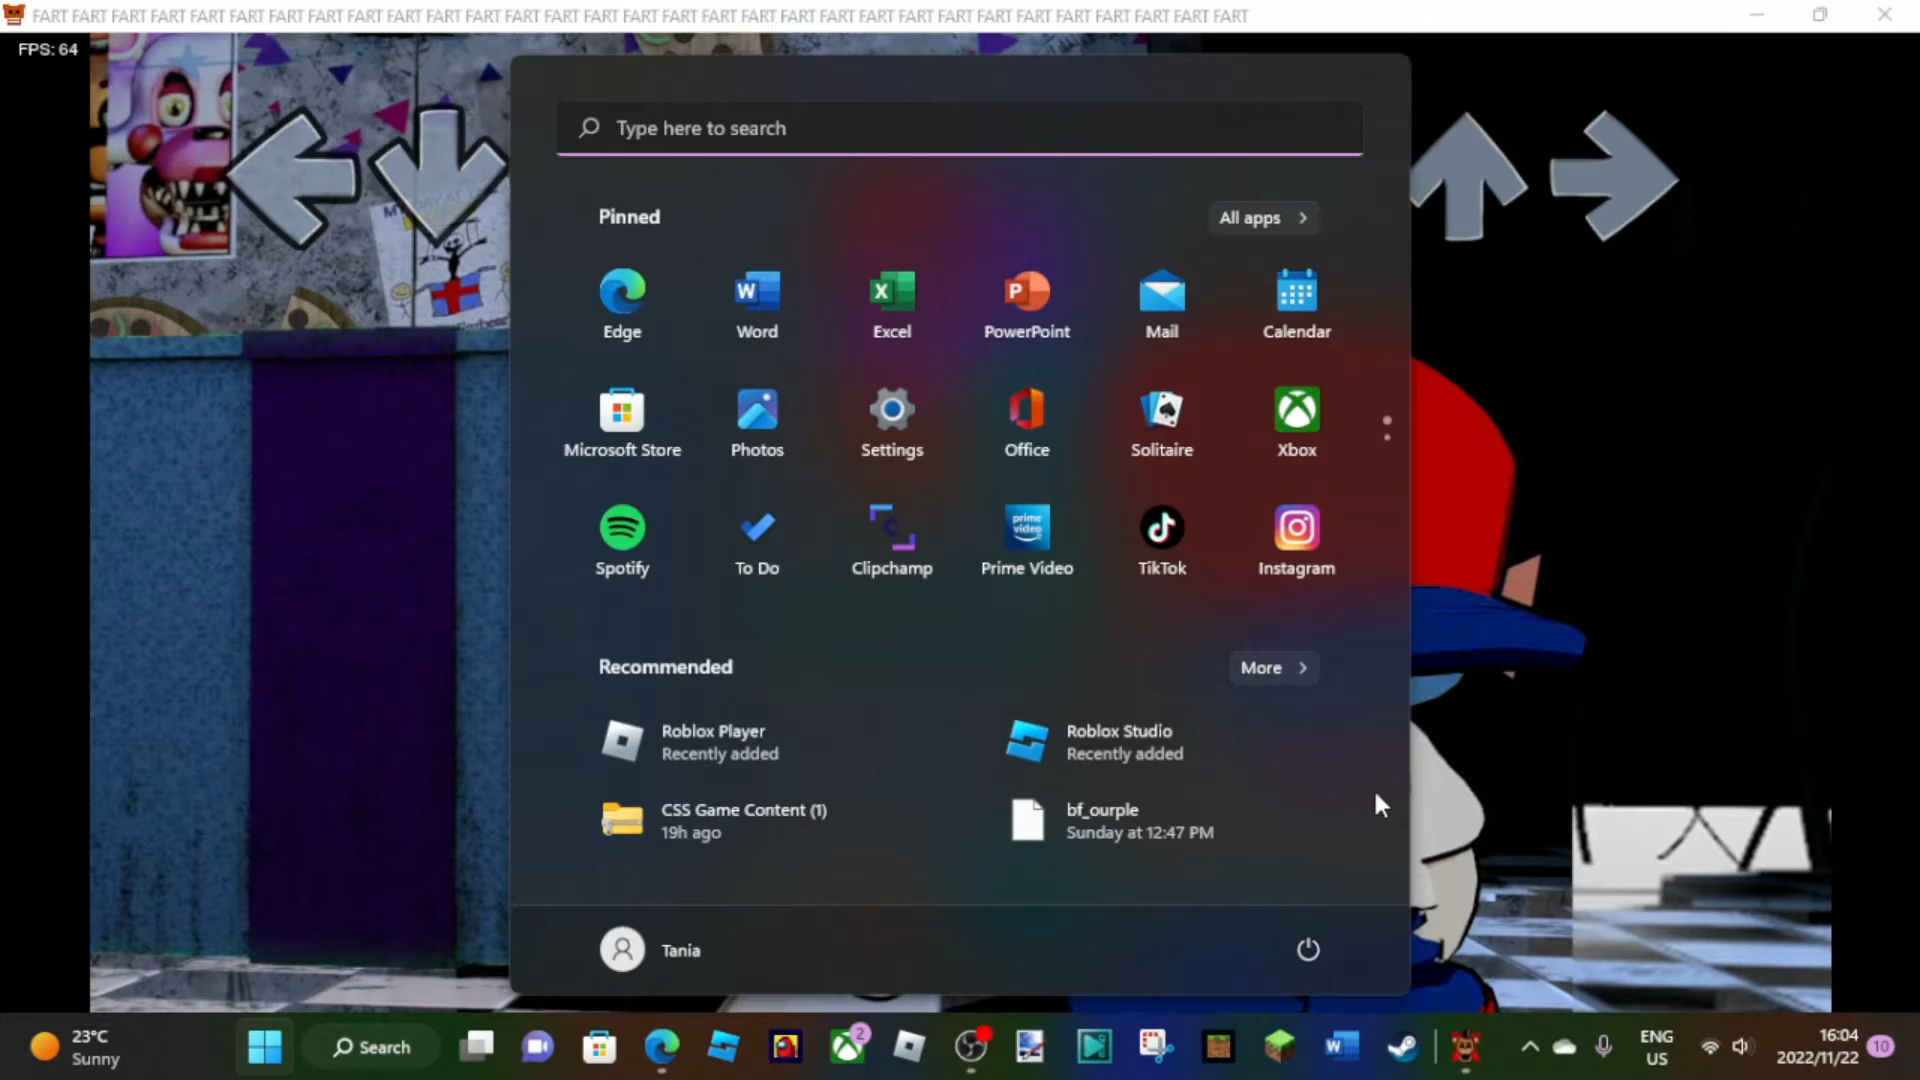 FART FART FART FART FART FART FART FART FART FART FART FART FART FART FART FART FART FART FART FART FART FART FART FART FART FART FART FART FART FART FART
FPS: 64
Type here to search
Pinned
All apps
Edge
Word
Excel
PowerPoint
Mail
Calendar
Microsoft Store
Photos
Settings
Office
Solitaire
Xbox
Spotify
To Do
Clipchamp
prime video
Prime Video
TikTok
Instagram
Recommended
More
Roblox Player
Recently added
Roblox Studio
Recently added
CSS Game Content (1)
19h ago
bf_ourple
Sunday at 12:47 PM
Tania
23°C
Sunny
Search
2
ENG
US
16:04
2022/11/22
10